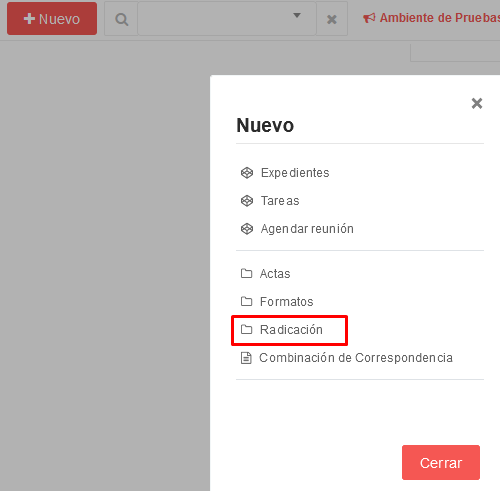 Nuevo
Ambiente de Pruebas
Nuevo
Expedientes
Tareas
Agendar reunión
Actas
Formatos
Radicación
Combinación de Correspondencia
Cerrar